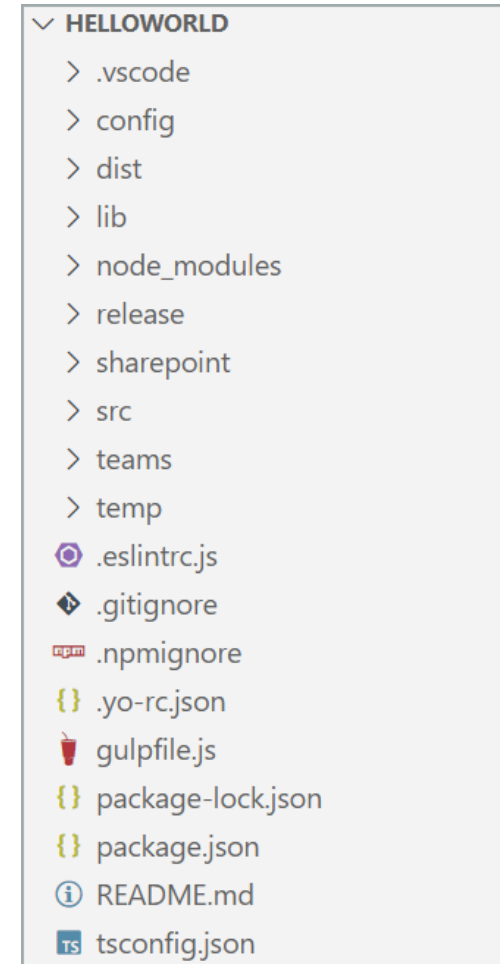 HELLOWORLD
.vscode
config
dist
lib
node_modules
release
sharepoint
src
teams
temp
.eslintrc.js
.gitignore
npm .npmignore
{} .yo-rc.json
gulpfile.js
{} package-lock.json
{} package.json
README.md
TS tsconfig.json